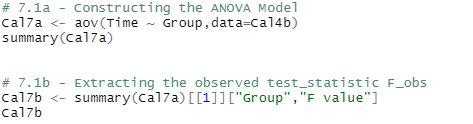 # 7.1a - Constructing the ANOVA Model
Cal7a <- aov(Time ~ Group,data=Cal4b)
summary(Cal7a)
# 7.1b - Extracting the observed test_statistic F_obs
Cal7b <- summary(Cal7a)[[1]]["Group","F value"]
Cal7b